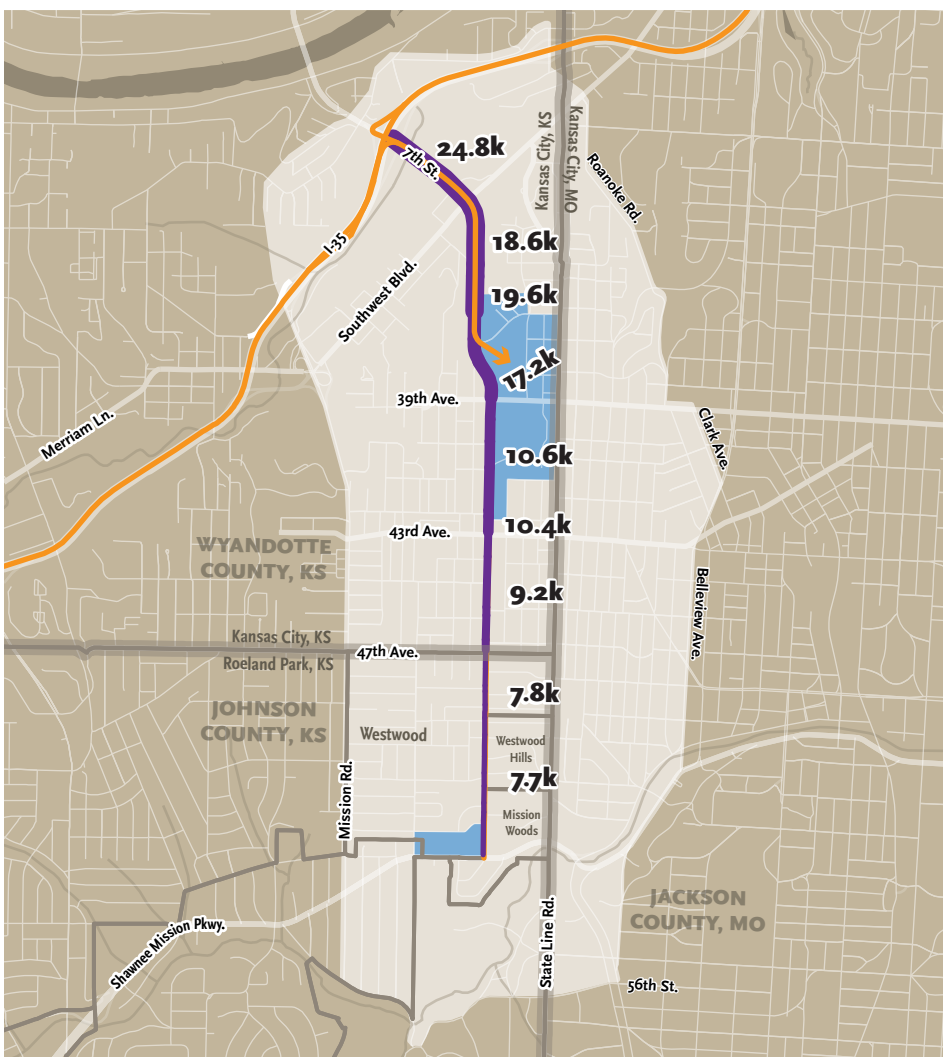 Kansas City, KS
Kansas City, MO
24.8k
7th St.
Roanoke Rd.
I-35
18.6k
Southwest Blvd.
19.6k
17.2k
39th Ave.
Merriam Ln.
Clark Ave.
10.6k
10.4k
43rd Ave.
WYANDOTTE
COUNTY, KS
9.2k
Belleview Ave.
Kansas City, KS
47th Ave.
Roeland Park, KS
7.8k
JOHNSON
COUNTY, KS
Westwood
Westwood
Hills
7.7k
Mission Rd.
Mission
Woods
JACKSON
COUNTY, MO
Shawnee Mission Pkwy.
State Line Rd.
56th St.